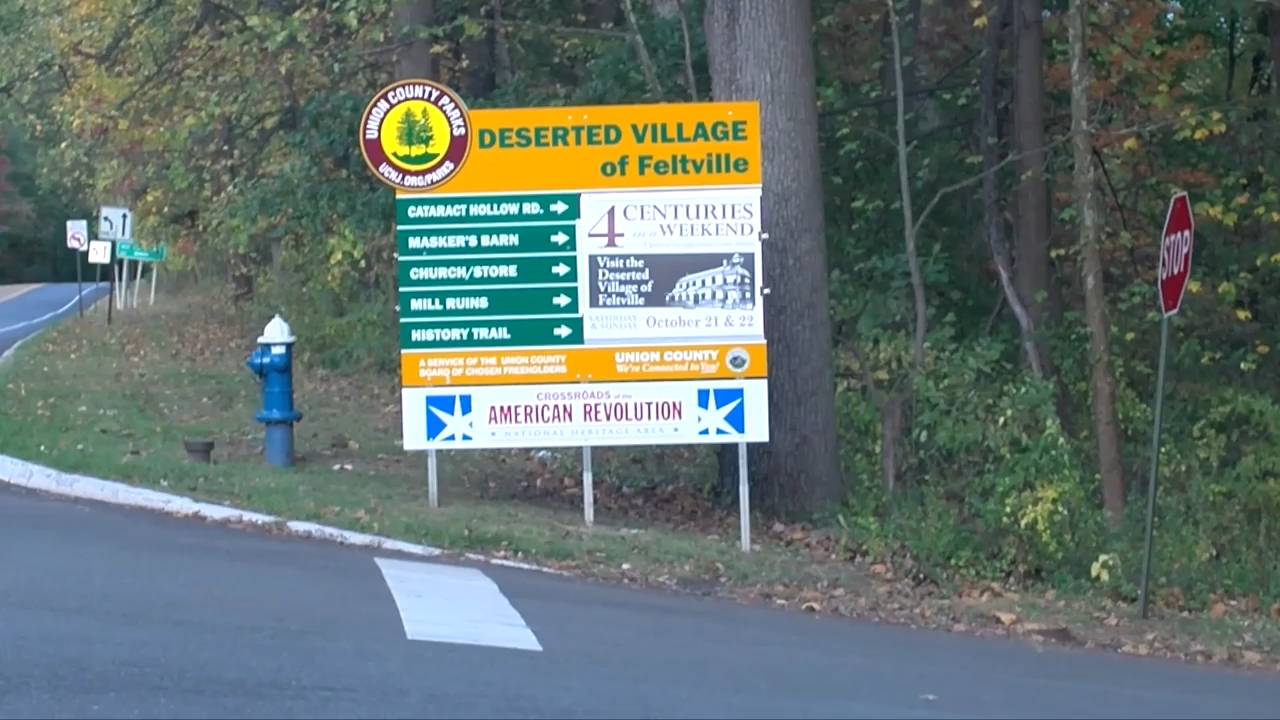 UNION COUNTY PARKS
UCNJ.ORG/PARKS
DESERTED VILLAGE
of Feltville
CATARACT HOLLOW RD.
MASKER'S BARN
CHURCH/STORE
MILL RUINS
HISTORY TRAIL
4 CENTURIES
in a WEEKEND
Visit the
Deserted
Village of
Feltville
SATURDAY
& SUNDAY
October 21 & 22
A SERVICE OF THE UNION COUNTY
BOARD OF CHOSEN FREEHOLDERS
UNION COUNTY
We're Connected to You!
CROSSROADS of the
AMERICAN REVOLUTION
NATIONAL HERITAGE AREA
STOP